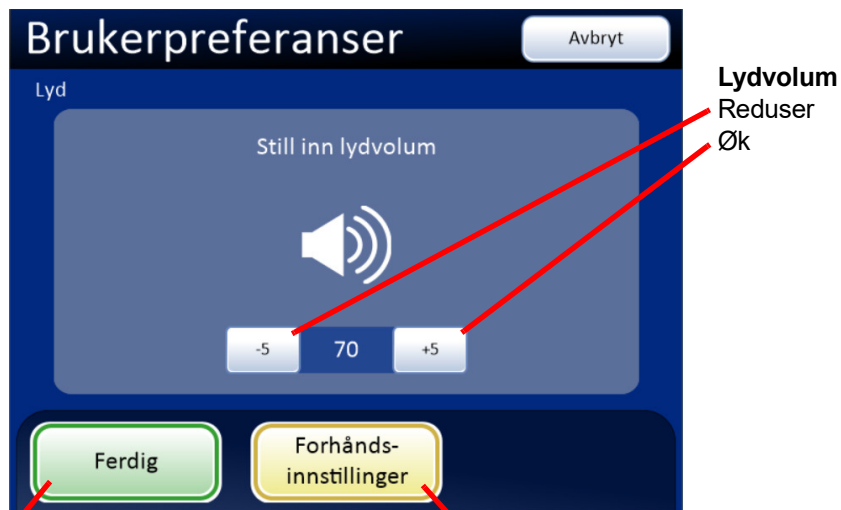 Brukerpreferanser
Avbryt
Lyd
Still inn lydvolum
-5
70
+5
Ferdig
Forhånds-
innstillinger
Lydvolum
Reduser
Øk